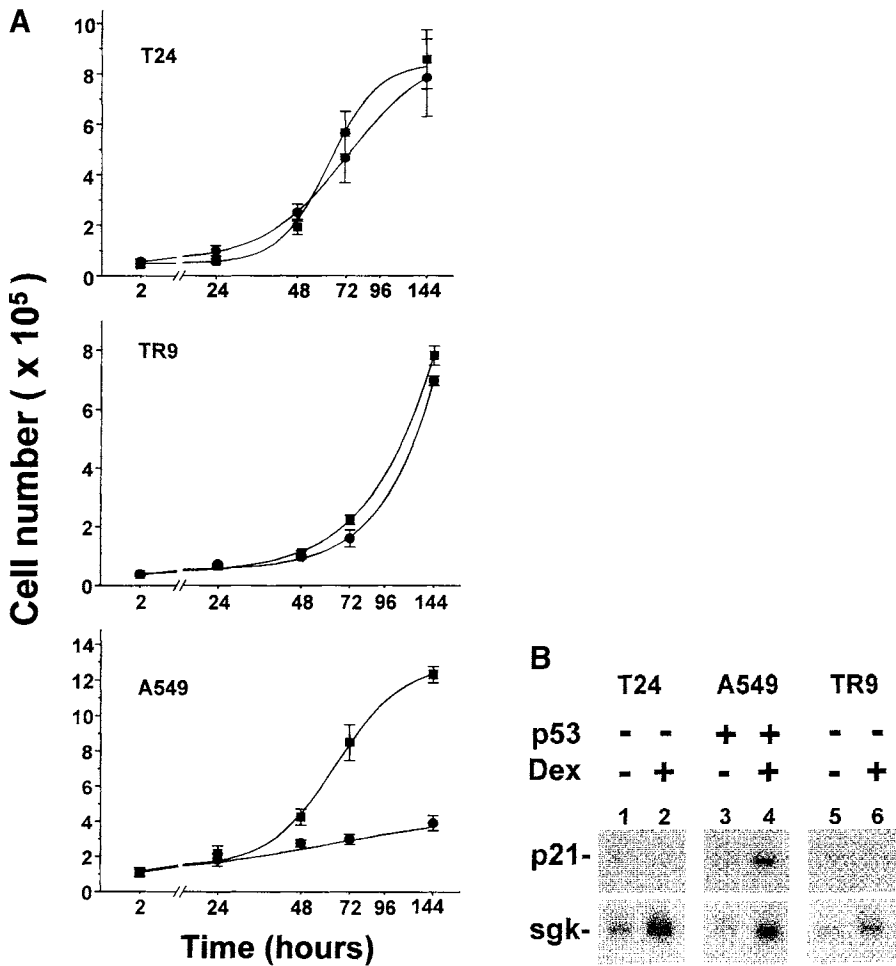 A
T24
10
8
6
4
2
0
2 24 48 72 96 144
TR9
8
6
4
2
0
2 24 48 72 96 144
A549
14
12
10
8
6
4
2
0
2 24 48 72 96 144
Cell number ( x 10⁵)
Time (hours)
B
T24 A549 TR9
p53 - - + + - -
Dex - + - + - +
1 2 3 4 5 6
p21-
sgk-